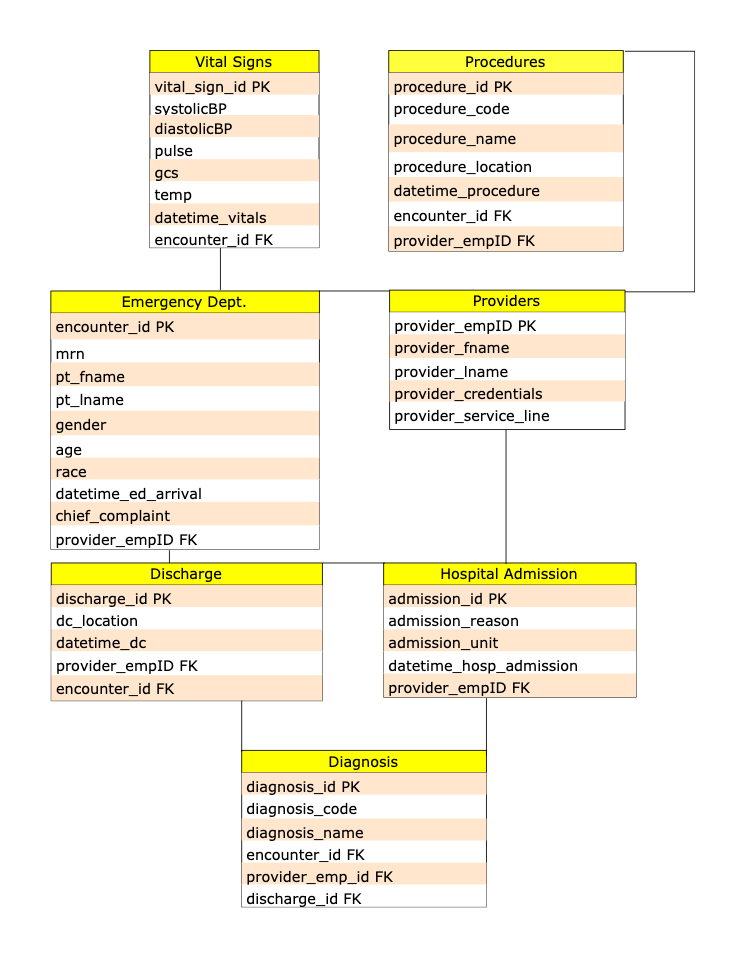 Vital Signs
vital_sign_id PK
systolicBP
diastolicBP
pulse
gcs
temp
datetime_vitals
encounter_id FK
Procedures
procedure_id PK
procedure_code
procedure_name
procedure_location
datetime_procedure
encounter_id FK
provider_empID FK
Emergency Dept.
encounter_id PK
mrn
pt_fname
pt_lname
gender
age
race
datetime_ed_arrival
chief_complaint
provider_empID FK
Providers
provider_empID PK
provider_fname
provider_lname
provider_credentials
provider_service_line
Discharge
discharge_id PK
dc_location
datetime_dc
provider_empID FK
encounter_id FK
Hospital Admission
admission_id PK
admission_reason
admission_unit
datetime_hosp_admission
provider_empID FK
Diagnosis
diagnosis_id PK
diagnosis_code
diagnosis_name
encounter_id FK
provider_emp_id FK
discharge_id FK